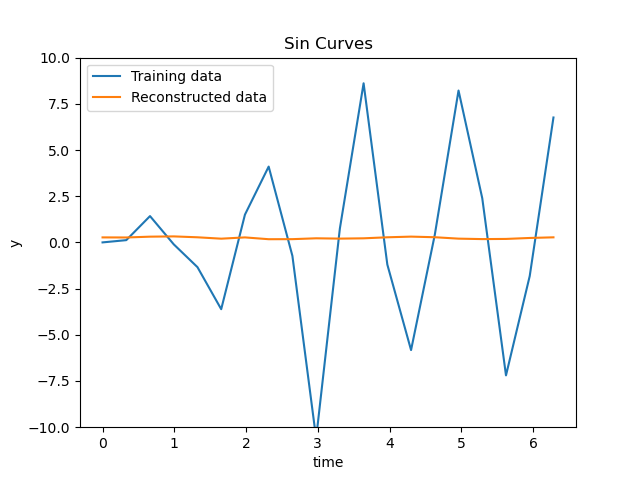 Sin Curves
Training data
Reconstructed data
10.0
7.5
5.0
2.5
0.0
−2.5
−5.0
−7.5
−10.0
y
0 1 2 3 4 5 6
time